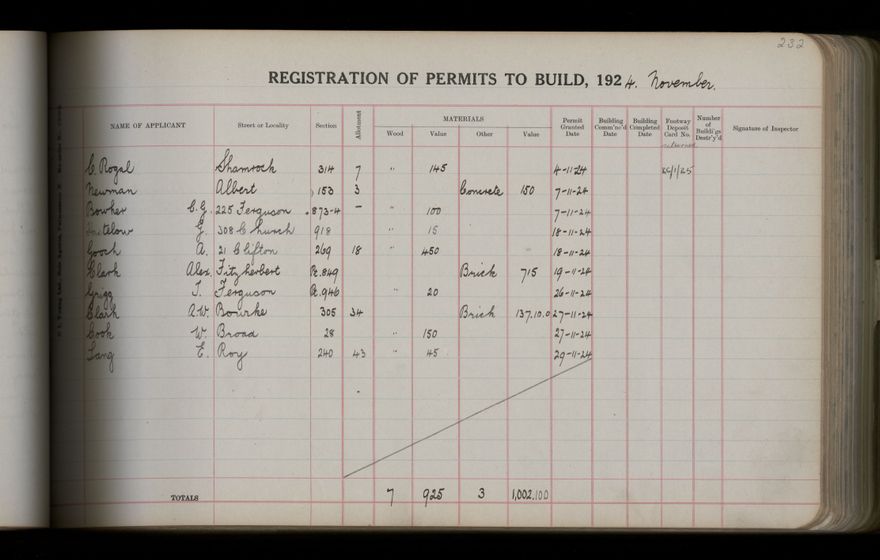 232
REGISTRATION OF PERMITS TO BUILD, 1924. November.
NAME OF APPLICANT Street or Locality Section Allotment MATERIALS Wood Value Other Value Permit Granted Date Building Comm'nc'd Date Building Completed Date Footway Deposit Card No. Number of Buildi'gs Destr'y'd Signature of Inspector
returned
C. Rogal Shamrock 314 7 " 145 4-11-24 /1/25
Newman Albert 153 3 Concrete 150 7-11-24
Bowker C.G. 225 Ferguson 873-4 - " 100 7-11-24
G. 308 Church 918 " 15 18-11-24
Gooch A. 21 Clifton 269 18 " 450 18-11-24
Clark Alex. Fitzherbert Pt. 849 Brick 715 19-11-24
Grigg J. Ferguson Pt. 946 " 20 26-11-24
Clark A.W. Bourke 305 34 Brick 137.10.0 27-11-24
Cook W. Broad 28 " 150 27-11-24
Lang E. Roy 240 43 " 45 29-11-24
TOTALS 7 925 3 1,002.10.0